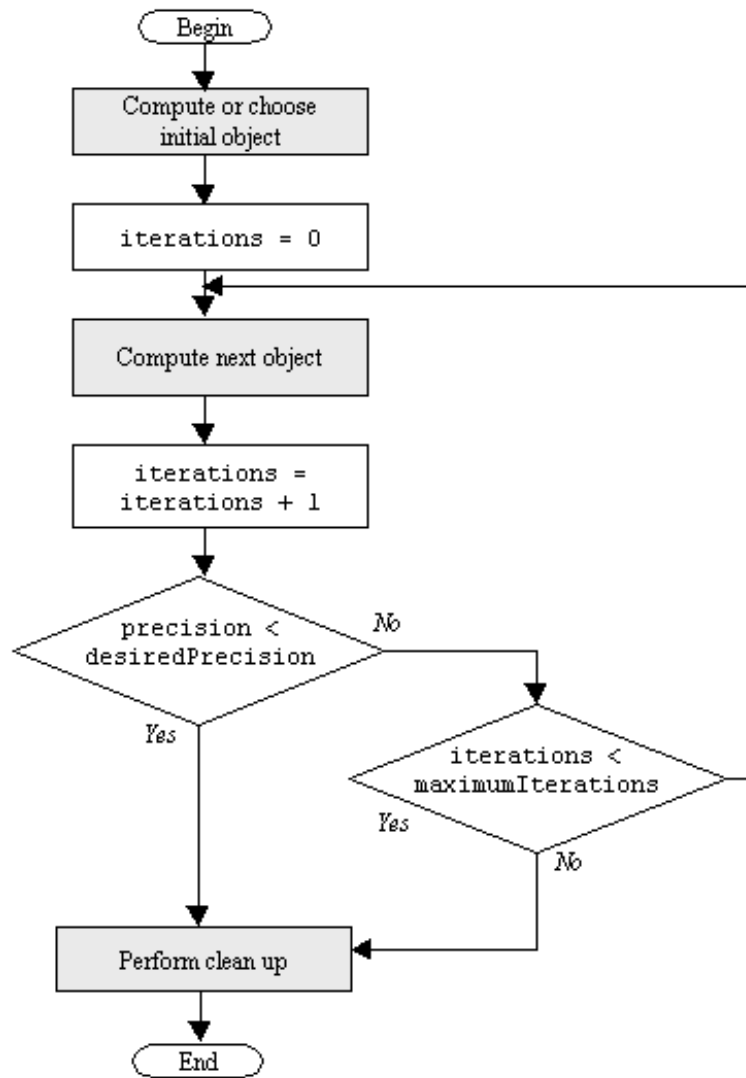 Begin
Compute or choose
initial object
iterations = 0
Compute next object
iterations =
iterations + 1
precision <
desiredPrecision
No
Yes
iterations <
maximumIterations
Yes
No
Perform clean up
End